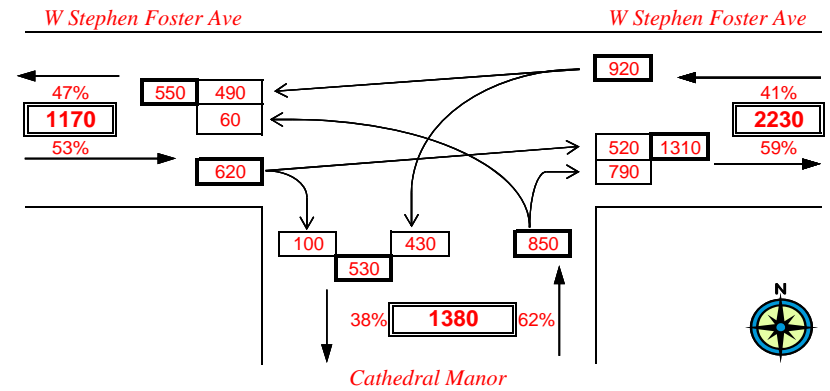 W Stephen Foster Ave W Stephen Foster Ave
920
47% 550 490 41%
1170 60 2230
53% 520 1310 59%
620 790
100 430 850
530
38% 1380 62%
N
Cathedral Manor